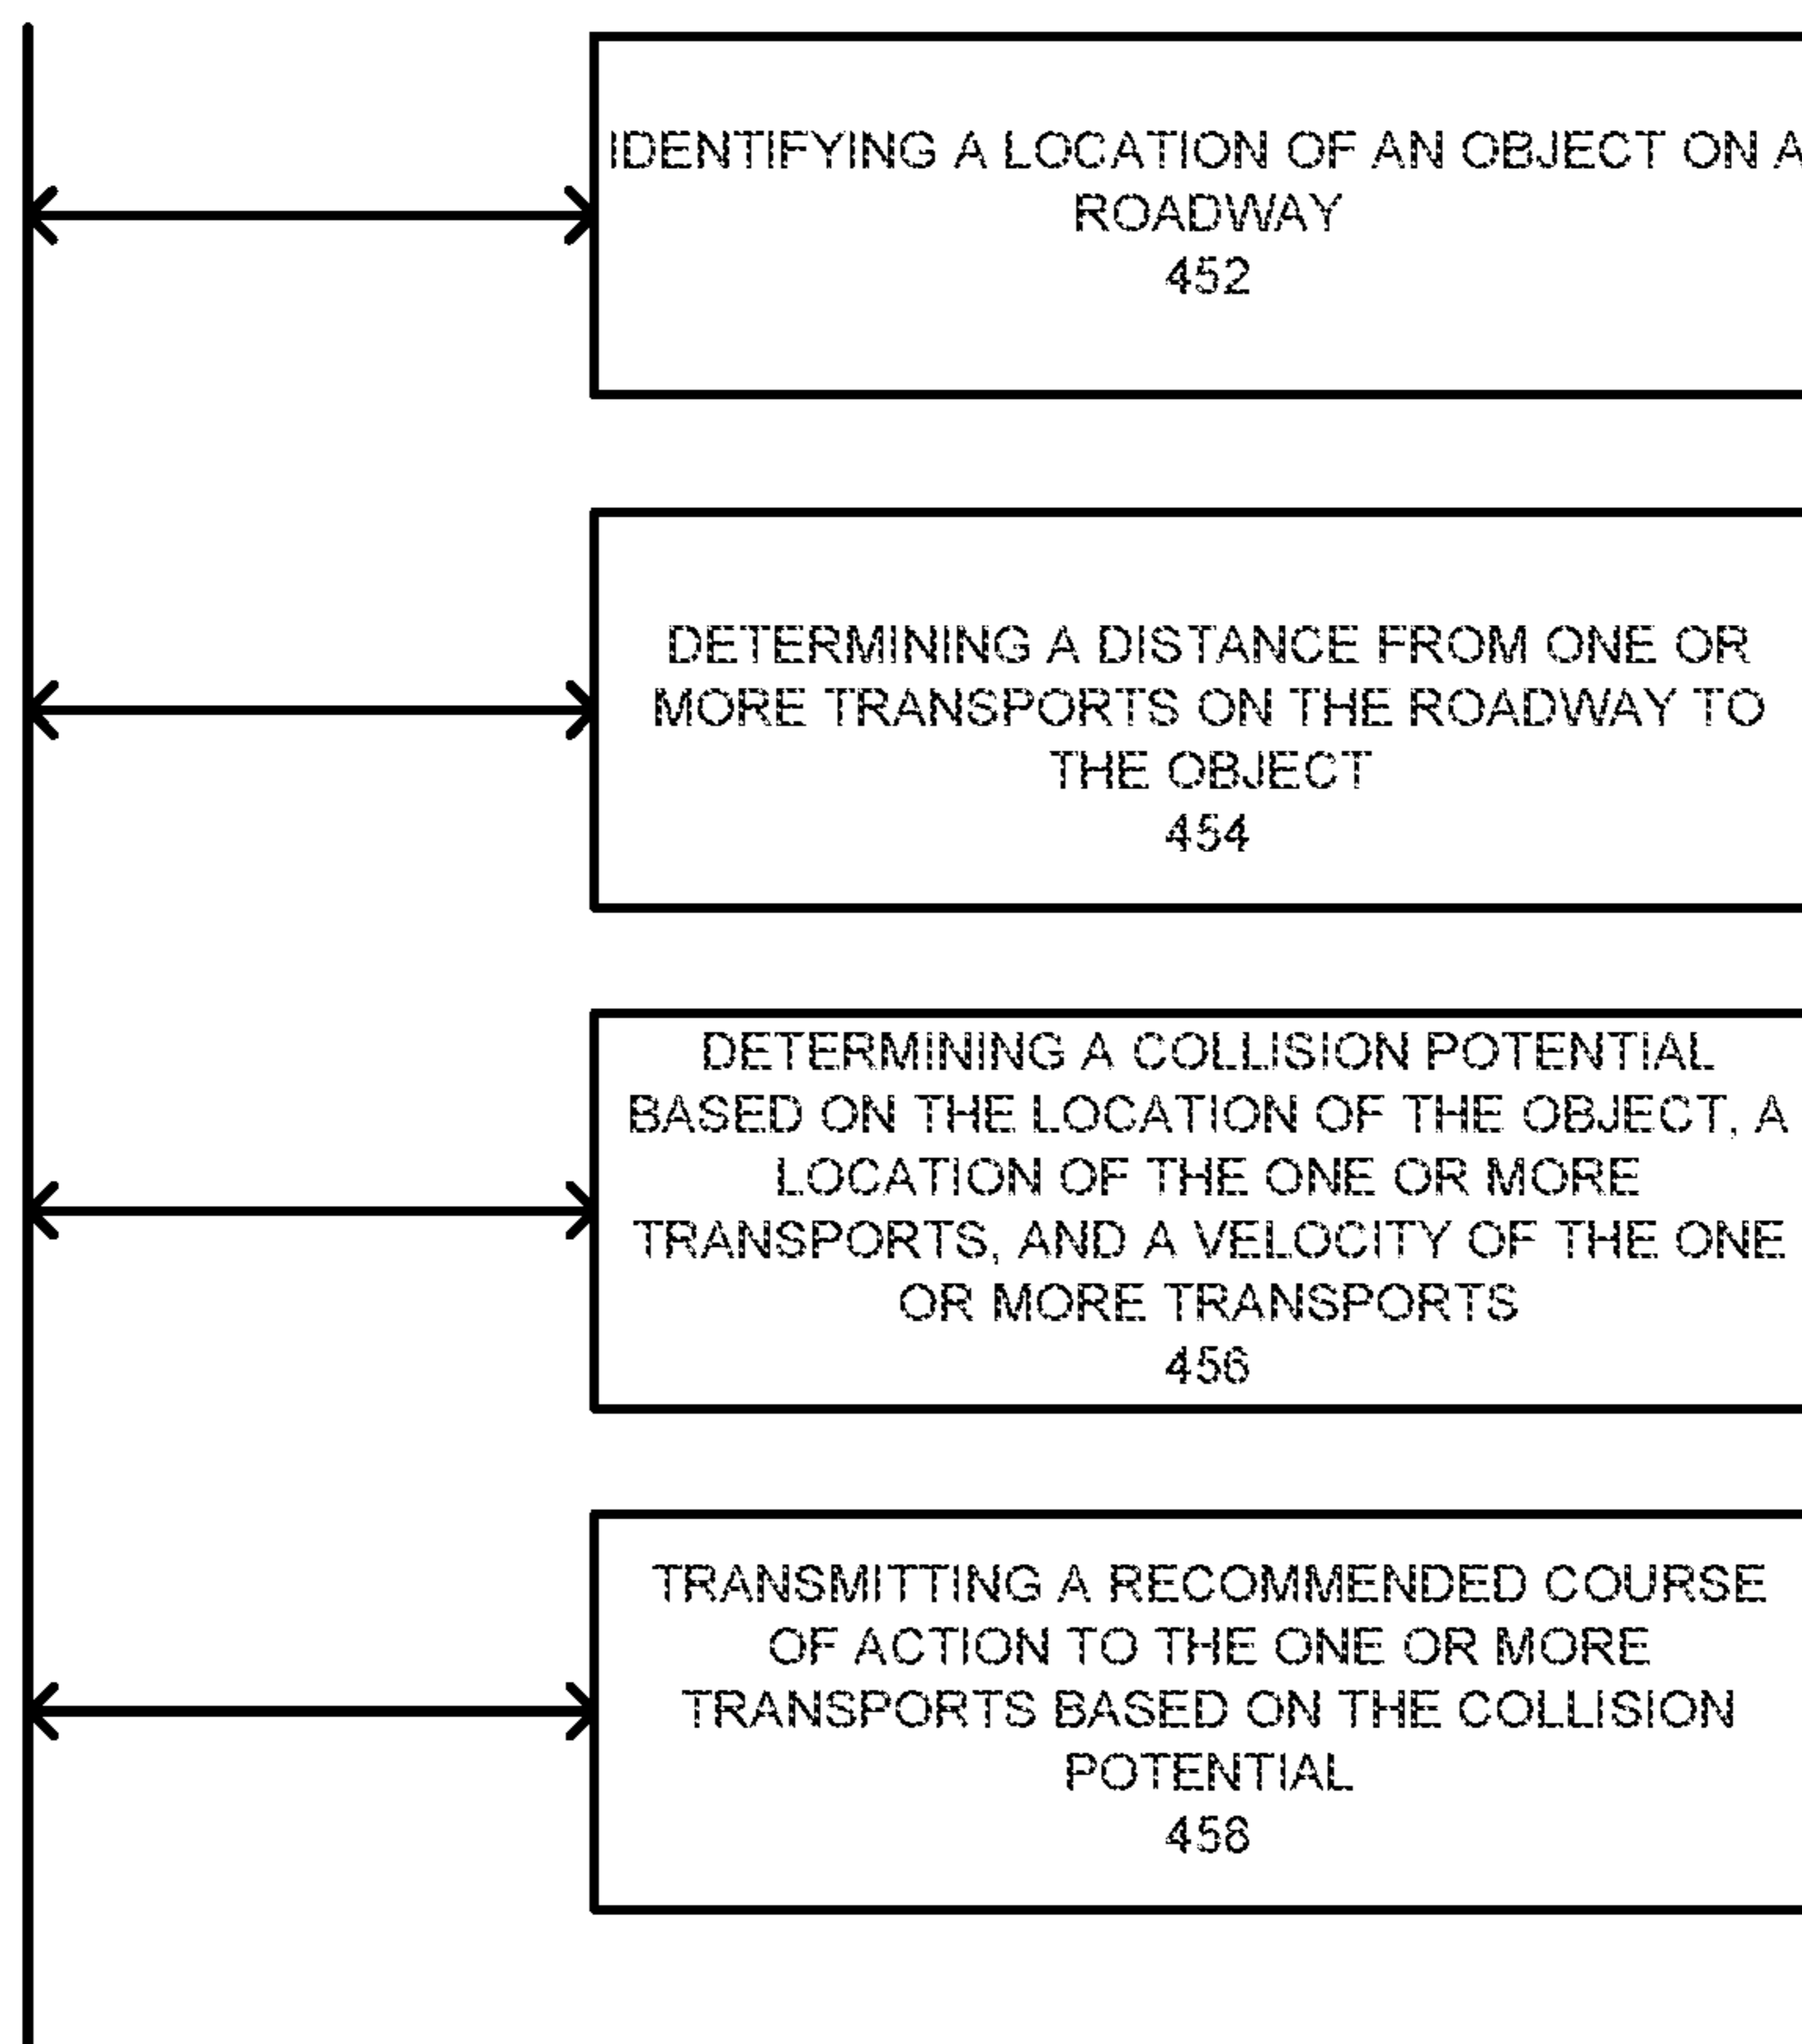 IDENTIFYING A LOCATION OF AN OBJECT ON A
ROADWAY
452
DETERMINING A DISTANCE FROM ONE OR
MORE TRANSPORTS ON THE ROADWAY TO
THE OBJECT
454
DETERMINING A COLLISION POTENTIAL
BASED ON THE LOCATION OF THE OBJECT, A
LOCATION OF THE ONE OR MORE
TRANSPORTS, AND A VELOCITY OF THE ONE
OR MORE TRANSPORTS
456
TRANSMITTING A RECOMMENDED COURSE
OF ACTION TO THE ONE OR MORE
TRANSPORTS BASED ON THE COLLISION
POTENTIAL
458